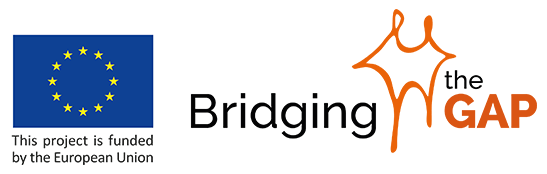 This project is funded
by the European Union
Bridging
the
GAP